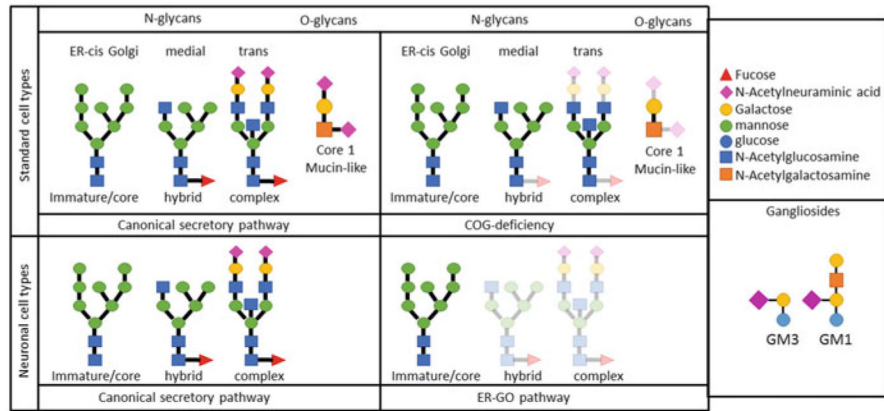 N-glycans O-glycans N-glycans O-glycans
Standard cell types
ER-cis Golgi medial trans
Core 1
Mucin-like
Immature/core hybrid complex
Canonical secretory pathway
ER-cis Golgi medial trans
Core 1
Mucin-like
Immature/core hybrid complex
COG-deficiency
Neuronal cell types
Immature/core hybrid complex
Canonical secretory pathway
Immature/core hybrid complex
ER-GO pathway
Fucose
N-Acetylneuraminic acid
Galactose
mannose
glucose
N-Acetylglucosamine
N-Acetylgalactosamine
Gangliosides
GM3 GM1